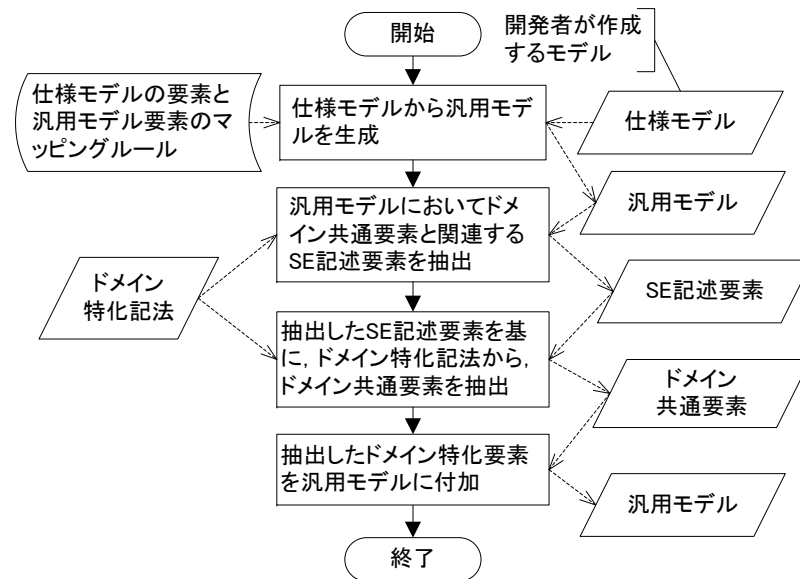 開始
開発者が作成
するモデル
仕様モデルの要素と
汎用モデル要素のマ
ッピングルール
仕様モデルから汎用モデ
ルを生成
仕様モデル
汎用モデル
汎用モデルにおいてドメ
イン共通要素と関連する
SE記述要素を抽出
ドメイン
特化記法
SE記述要素
抽出したSE記述要素を基
に, ドメイン特化記法から,
ドメイン共通要素を抽出
ドメイン
共通要素
抽出したドメイン特化要素
を汎用モデルに付加
汎用モデル
終了